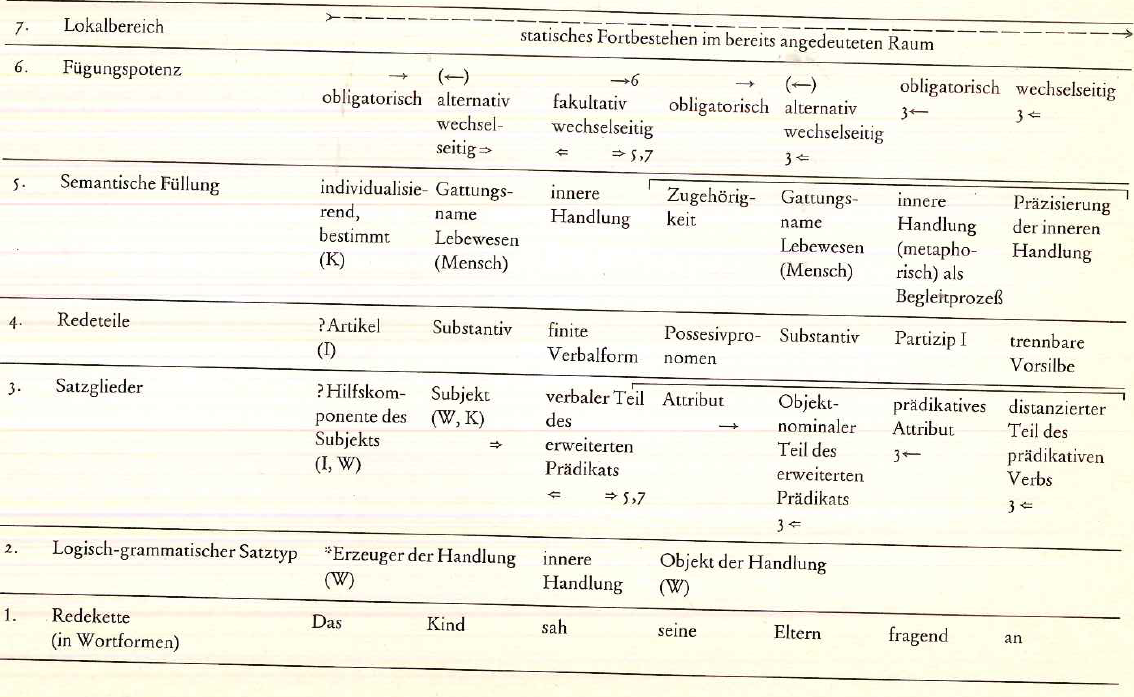 7. Lokalbereich
statisches Fortbestehen im bereits angedeuteten Raum
6. Fügungspotenz → (←) →6 → (←) obligatorisch wechselseitig
obligatorisch alternativ fakultativ obligatorisch alternativ 3← 3⇐
wechsel- wechselseitig wechselseitig
seitig⇒ ⇐ ⇒5,7 3⇐
5. Semantische Füllung individualisie- Gattungs- innere Zugehörig- Gattungs- innere Präzisierung
rend, name Handlung keit name Handlung der inneren
bestimmt Lebewesen Lebewesen (metapho- Handlung
(K) (Mensch) (Mensch) risch) als
Begleitprozeß
4. Redeteile ?Artikel Substantiv finite Possesivpro- Substantiv Partizip I trennbare
(I) Verbalform nomen Vorsilbe
3. Satzglieder ?Hilfskom- Subjekt verbaler Teil Attribut Objekt- prädikatives distanzierter
ponente des (W, K) des → nominaler Attribut Teil des
Subjekts ⇒ erweiterten Teil des 3← prädikativen
(I, W) Prädikats erweiterten Verbs
⇐ ⇒5,7 Prädikats 3⇐
3⇐
2. Logisch-grammatischer Satztyp *Erzeuger der Handlung innere Objekt der Handlung
(W) Handlung (W)
1. Redekette Das Kind sah seine Eltern fragend an
(in Wortformen)